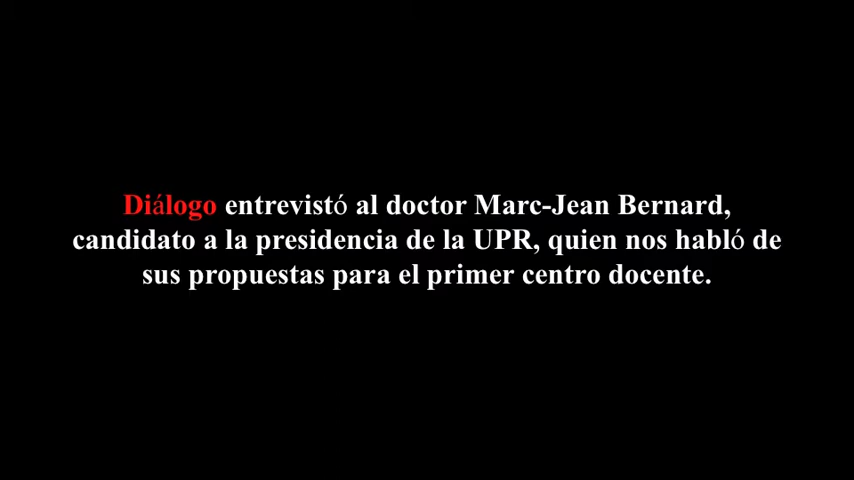 Diálogo entrevistó al doctor Marc-Jean Bernard,
candidato a la presidencia de la UPR, quien nos habló de
sus propuestas para el primer centro docente.